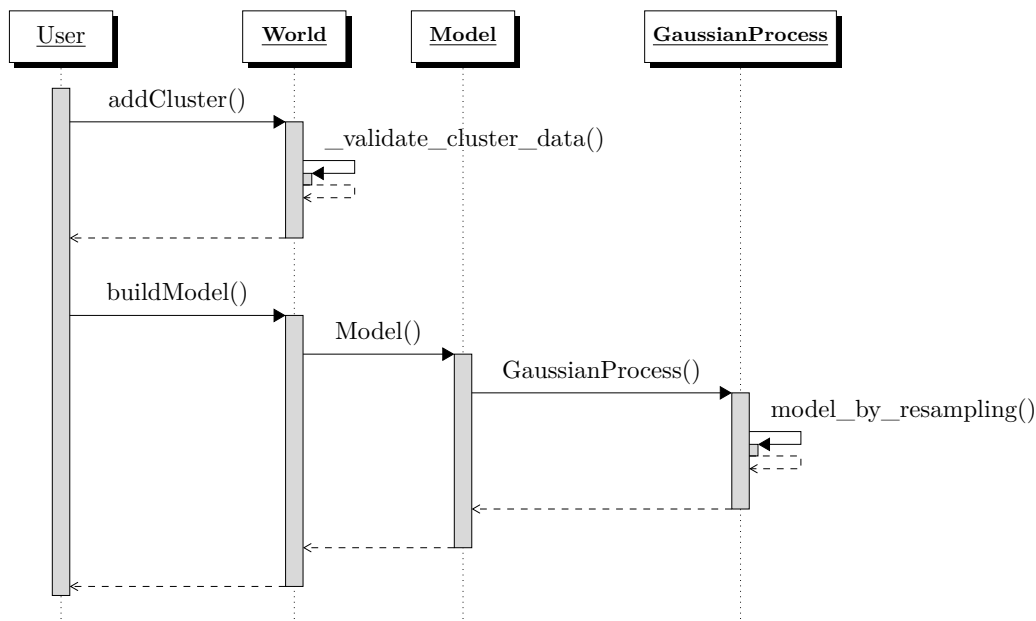 User
World
Model
GaussianProcess
addCluster()
_validate_cluster_data()
buildModel()
Model()
GaussianProcess()
model_by_resampling()